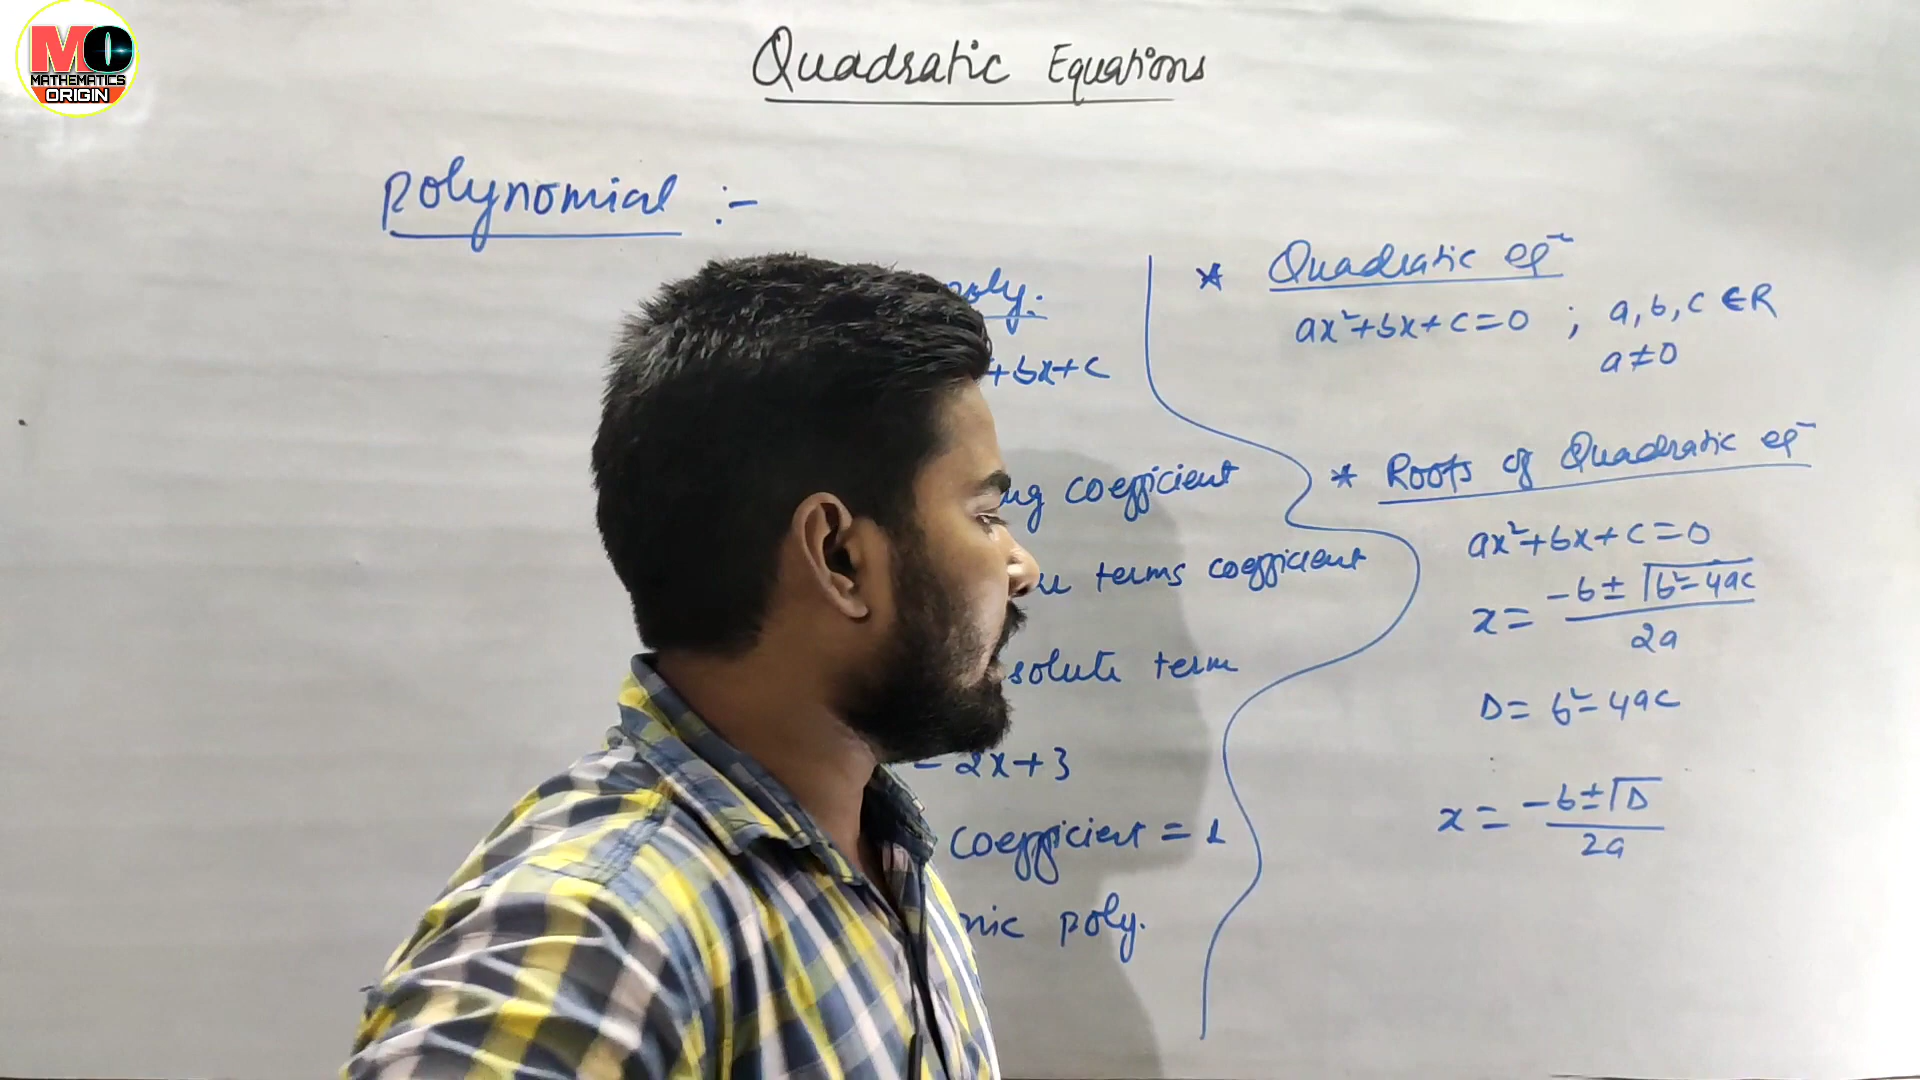 MO
MATHEMATICS
ORIGIN
Quadratic Equations
Polynomial :-
poly.
+bx+c
coefficient
terms coefficient
solute term
- 2x+3
coefficient = 1
nic poly.
* Quadratic eqⁿ
ax²+bx+c=0 ; a,b,c ∈R
a≠0
* Roots of Quadratic eqⁿ
ax²+bx+c=0
x = -b ± √b²-4ac / 2a
D = b²-4ac
x = -b±√D / 2a